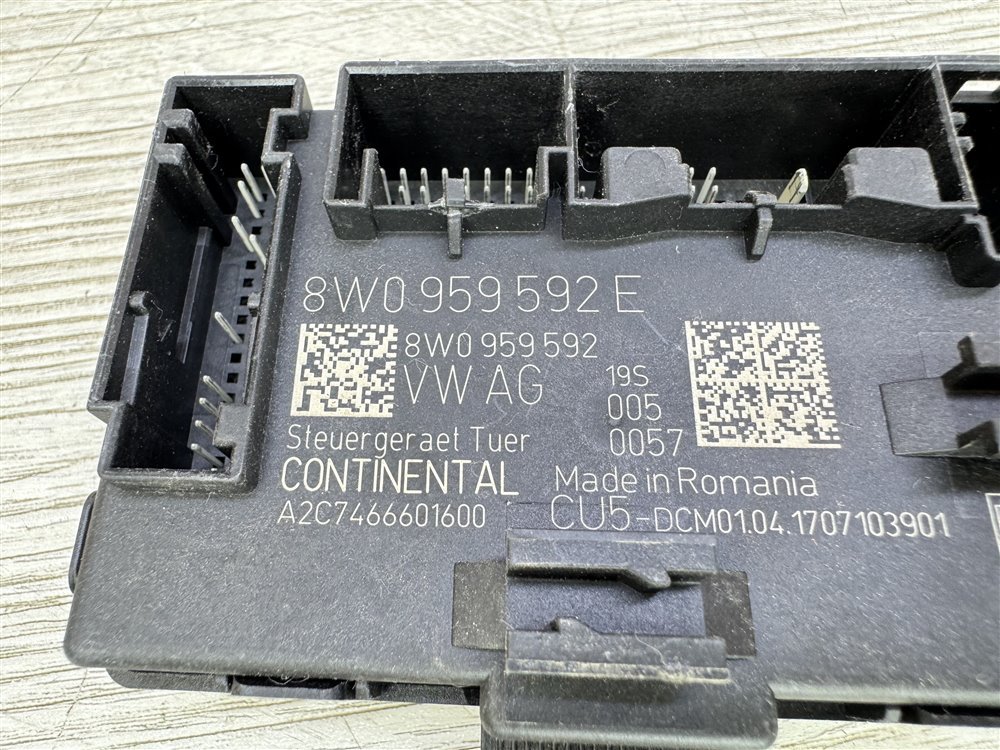 8W0 959 592 E
8W0 959 592
VW AG
19S
005
0057
Steuergeraet Tuer
CONTINENTAL
Made in Romania
A2C7466601600
CU5-DCM01.04.1707103901